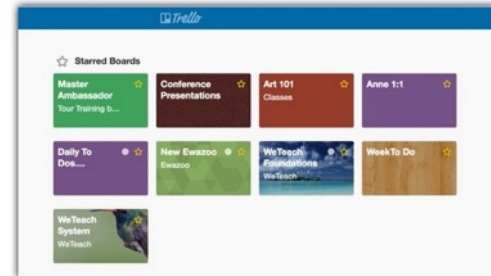 Trello
Starred Boards
Master
Ambassador
Tour Training b...
Conference
Presentations
Art 101
Classes
Anne 1:1
Daily To
Dos....
New Ewazoo
Ewazoo
WeTeach
Foundations
WeTeach
WeekTo Do
WeTeach
System
WeTeach